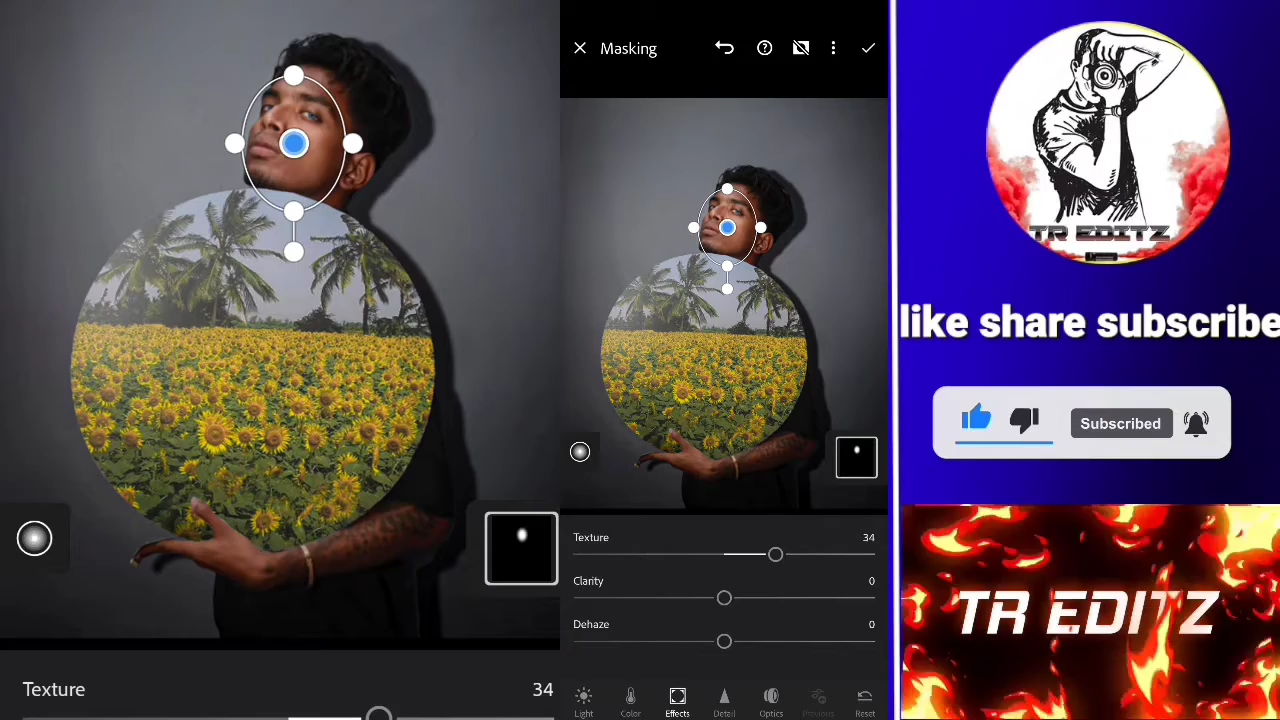 Texture
34
Masking
Texture
34
Clarity
0
Dehaze
0
Light
Color
Effects
Detail
Optics
Previous
Reset
TR EDITZ
like share subscribe
Subscribed
TR EDITZ